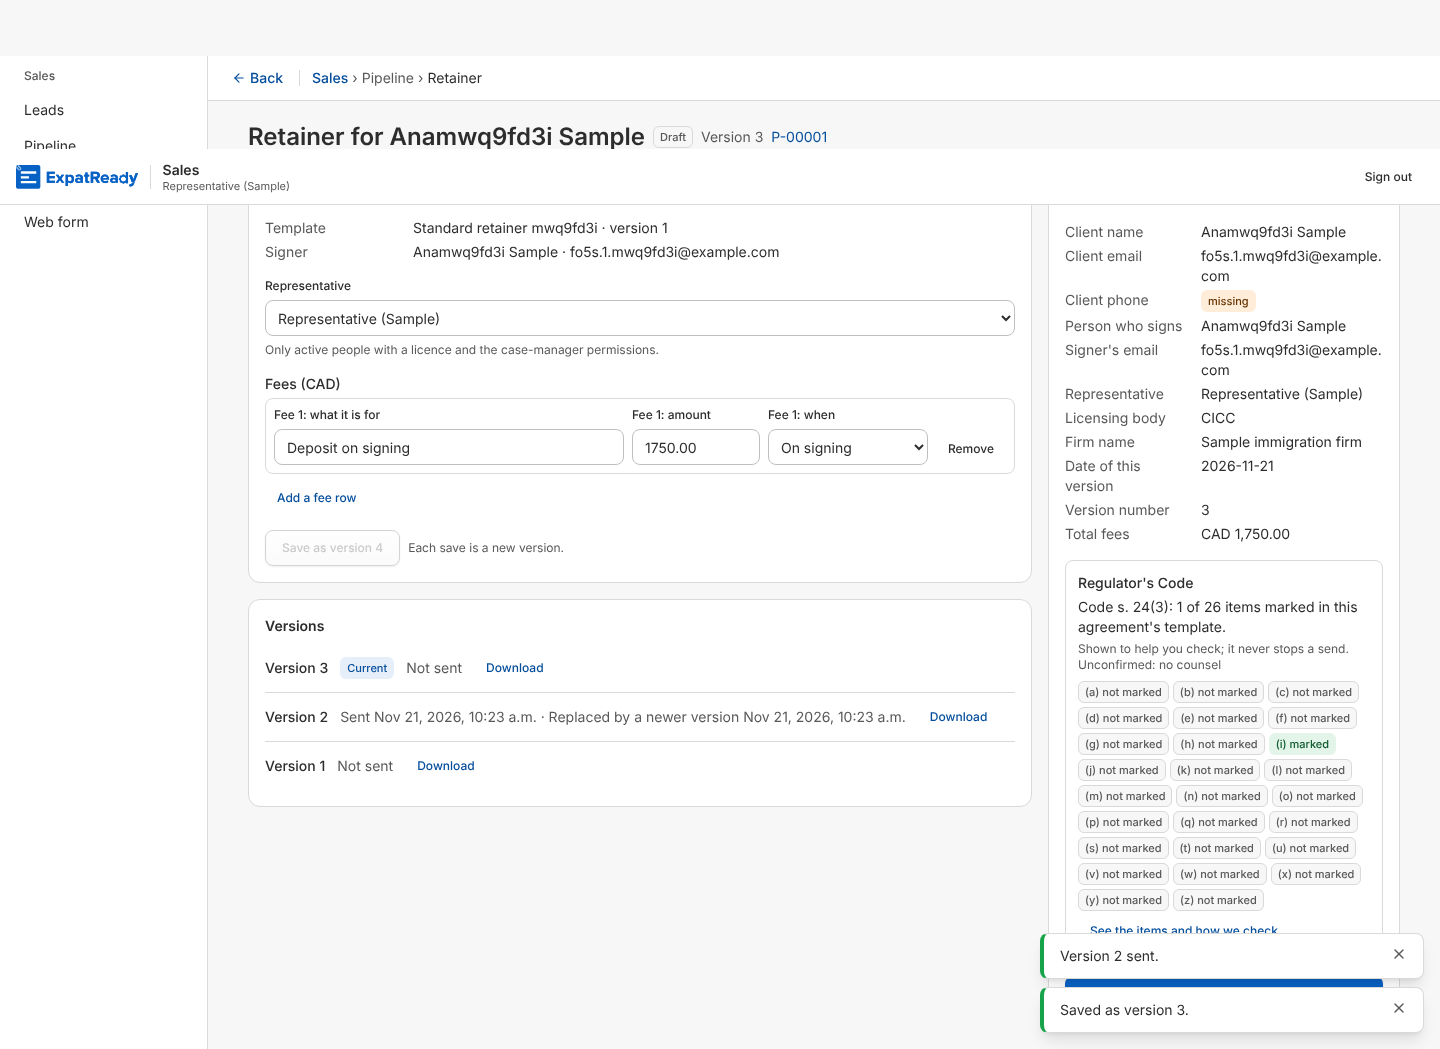 Sales
Leads
Pipeline
Web form
← Back
Sales › Pipeline › Retainer
Retainer for Anamwq9fd3i Sample Draft Version 3 P-00001
ExpatReady
Sales
Representative (Sample)
Sign out
Template Standard retainer mwq9fd3i · version 1
Signer Anamwq9fd3i Sample · fo5s.1.mwq9fd3i@example.com
Representative
Representative (Sample)
Only active people with a licence and the case-manager permissions.
Fees (CAD)
Fee 1: what it is for Fee 1: amount Fee 1: when
Deposit on signing 1750.00 On signing Remove
Add a fee row
Save as version 4 Each save is a new version.
Versions
Version 3 Current Not sent Download
Version 2 Sent Nov 21, 2026, 10:23 a.m. · Replaced by a newer version Nov 21, 2026, 10:23 a.m. Download
Version 1 Not sent Download
Client name Anamwq9fd3i Sample
Client email fo5s.1.mwq9fd3i@example.
com
Client phone missing
Person who signs Anamwq9fd3i Sample
Signer's email fo5s.1.mwq9fd3i@example.
com
Representative Representative (Sample)
Licensing body CICC
Firm name Sample immigration firm
Date of this 2026-11-21
version
Version number 3
Total fees CAD 1,750.00
Regulator's Code
Code s. 24(3): 1 of 26 items marked in this
agreement's template.
Shown to help you check; it never stops a send.
Unconfirmed: no counsel
(a) not marked (b) not marked (c) not marked
(d) not marked (e) not marked (f) not marked
(g) not marked (h) not marked (i) marked
(j) not marked (k) not marked (l) not marked
(m) not marked (n) not marked (o) not marked
(p) not marked (q) not marked (r) not marked
(s) not marked (t) not marked (u) not marked
(v) not marked (w) not marked (x) not marked
(y) not marked (z) not marked
See the items and how we check
Version 2 sent.
Saved as version 3.